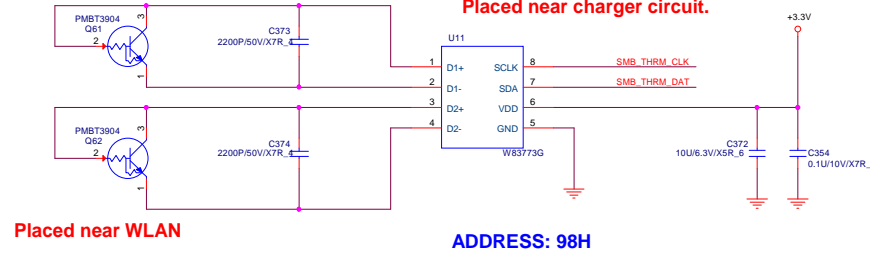 Placed near charger circuit.
PMBT3904
Q61
3
2
1
C373
2200P/50V/X7R_4
U11
W83773G
1 D1+
2 D1-
3 D2+
4 D2-
SCLK 8
SDA 7
VDD 6
GND 5
SMB_THRM_CLK
SMB_THRM_DAT
+3.3V
PMBT3904
Q62
3
2
1
C374
2200P/50V/X7R_4
C372
10U/6.3V/X5R_6
C354
0.1U/10V/X7R_
Placed near WLAN
ADDRESS: 98H